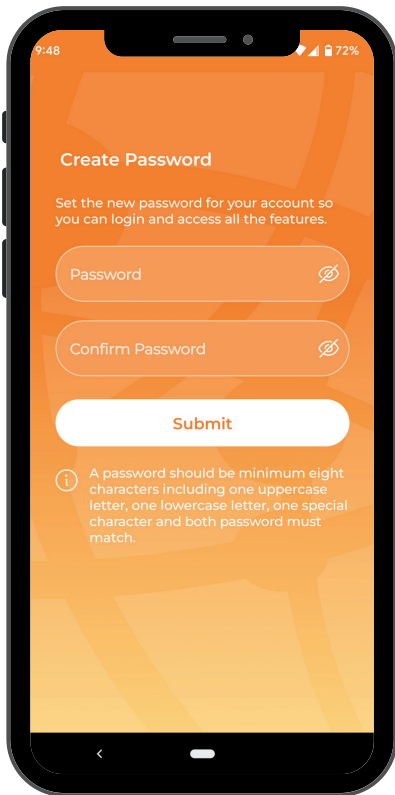 9:48
72%
Create Password
Set the new password for your account so
you can login and access all the features.
Password
Confirm Password
Submit
A password should be minimum eight
characters including one uppercase
letter, one lowercase letter, one special
character and both password must
match.